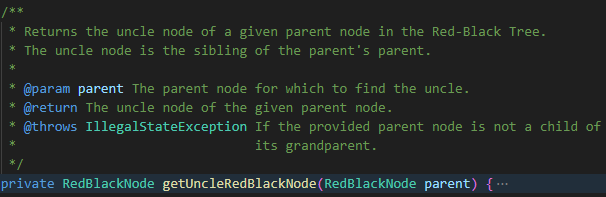 /**
* Returns the uncle node of a given parent node in the Red-Black Tree.
* The uncle node is the sibling of the parent's parent.
*
* @param parent The parent node for which to find the uncle.
* @return The uncle node of the given parent node.
* @throws IllegalStateException If the provided parent node is not a child of
* its grandparent.
*/
private RedBlackNode getUncleRedBlackNode(RedBlackNode parent) {···